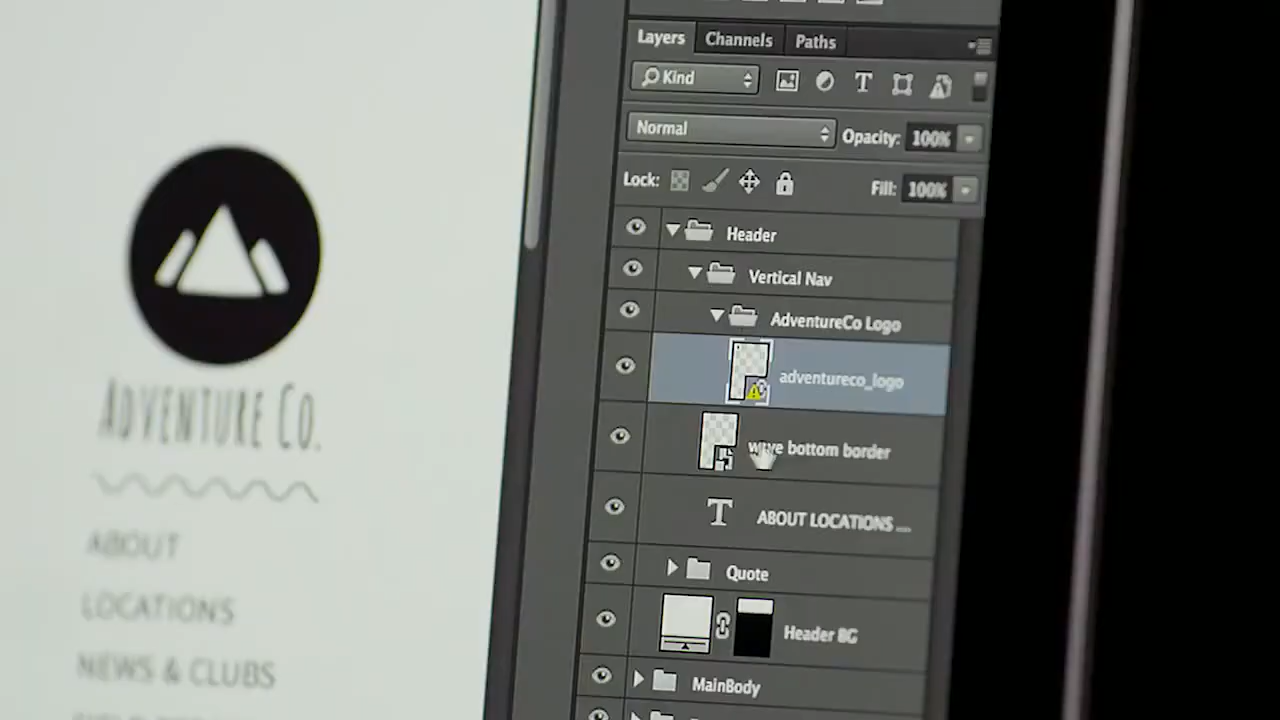 Layers Channels Paths
Kind
Normal Opacity: 100%
Lock: Fill: 100%
Header
Vertical Nav
AdventureCo Logo
adventureco_logo
wave bottom border
ABOUT LOCATIONS ...
Quote
Header BG
MainBody
ADVENTURE CO.
ABOUT
LOCATIONS
NEWS & CLUBS